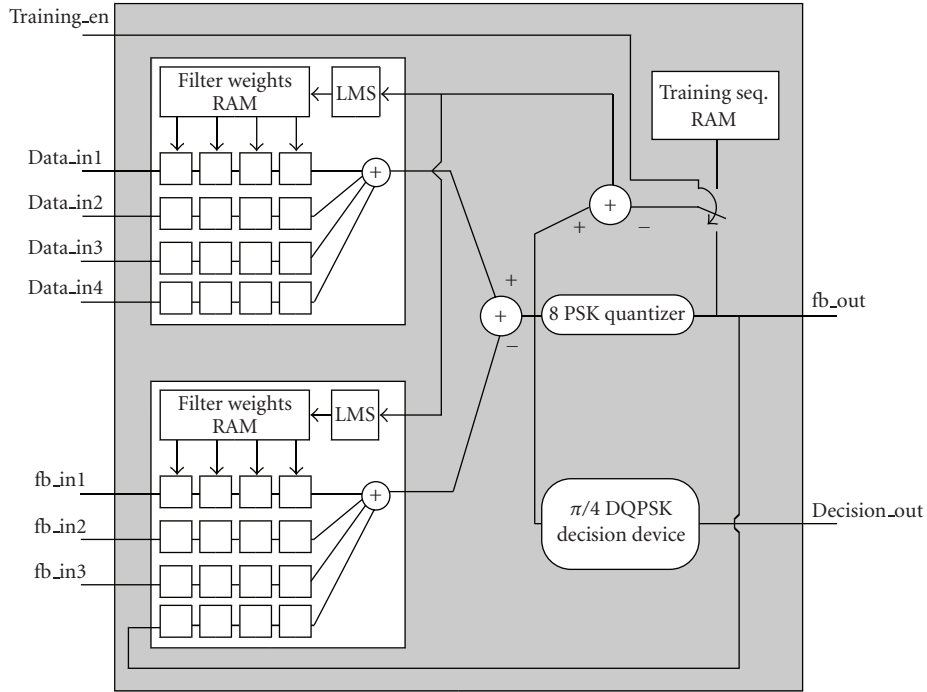 Training_en
Filter weights
RAM
LMS
Training seq.
RAM
Data_in1
Data_in2
Data_in3
Data_in4
+
+
+
−
+
+
−
8 PSK quantizer
fb_out
Filter weights
RAM
LMS
fb_in1
fb_in2
fb_in3
+
π/4 DQPSK
decision device
Decision_out